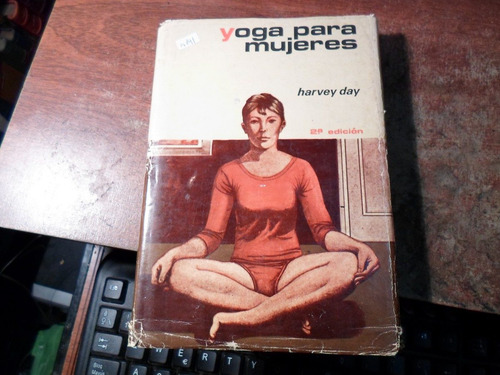 yoga para
mujeres
harvey day
2ª edición
W E R T Y